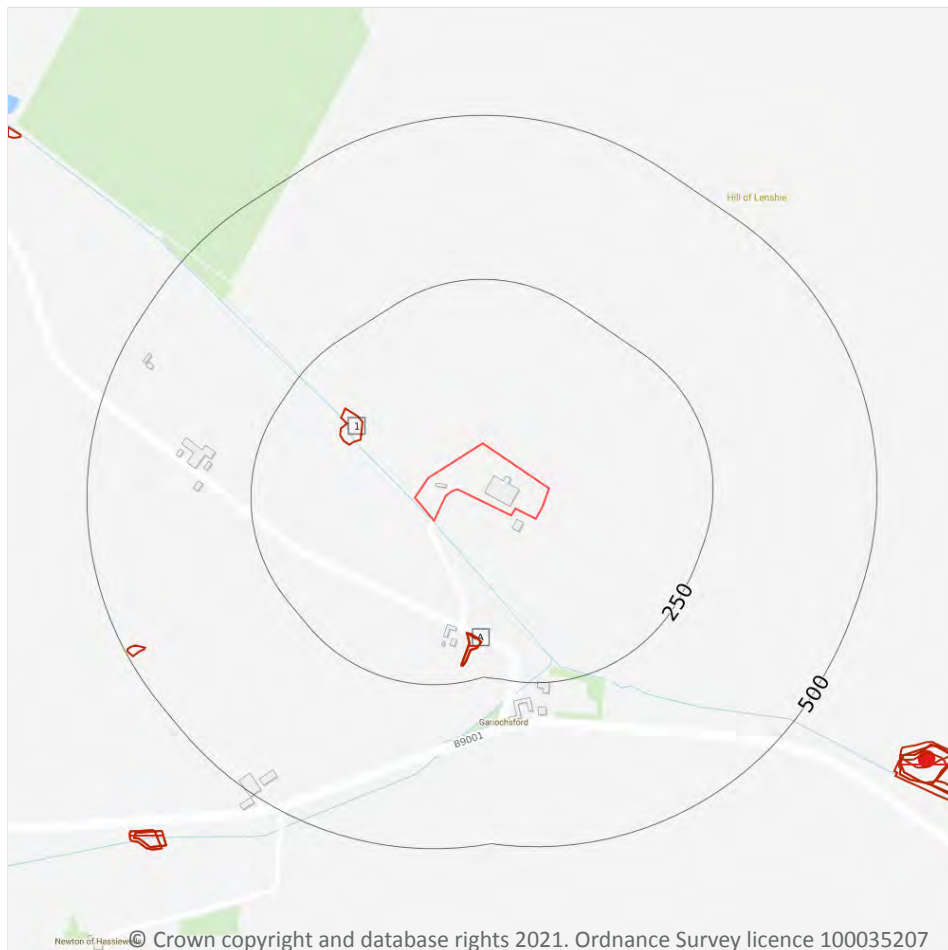 Hill of Lenshie
1
250
A
500
Gariochsford
B9001
Newton of Hassiewells
© Crown copyright and database rights 2021. Ordnance Survey licence 100035207